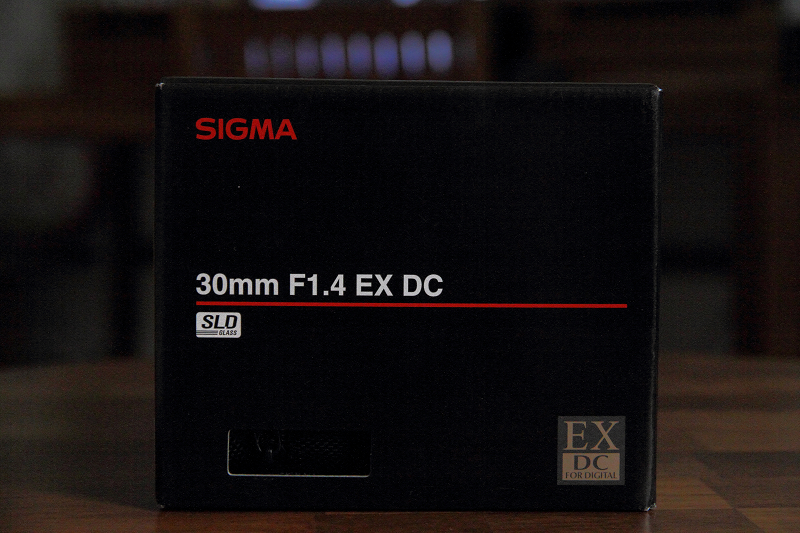 SIGMA
30mm F1.4 EX DC
SLD
GLASS
EX
DC
FOR DIGITAL